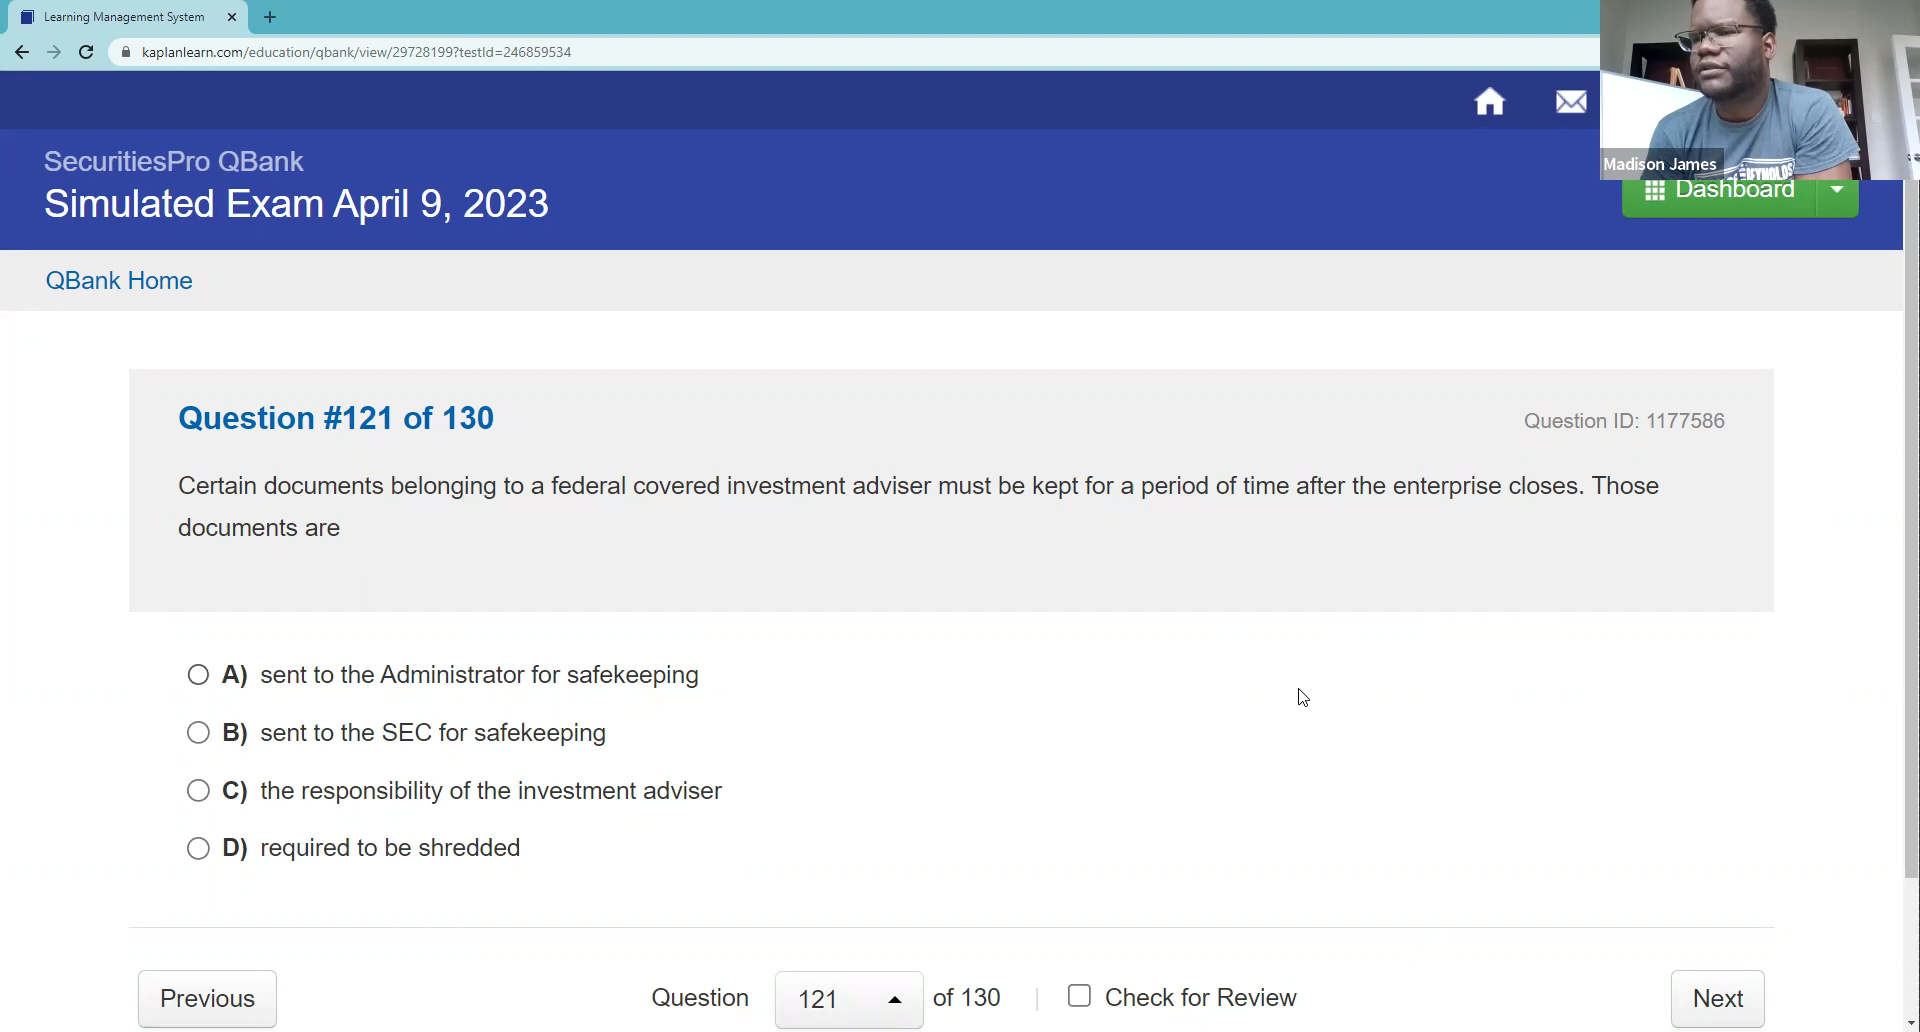 Learning Management System
kaplanlearn.com/education/qbank/view/29728199?testId=246859534
Madison James
SecuritiesPro QBank
Simulated Exam April 9, 2023
Dashboard
QBank Home
Question #121 of 130
Question ID: 1177586
Certain documents belonging to a federal covered investment adviser must be kept for a period of time after the enterprise closes. Those
documents are
A) sent to the Administrator for safekeeping
B) sent to the SEC for safekeeping
C) the responsibility of the investment adviser
D) required to be shredded
Previous
Question 121 of 130
Check for Review
Next